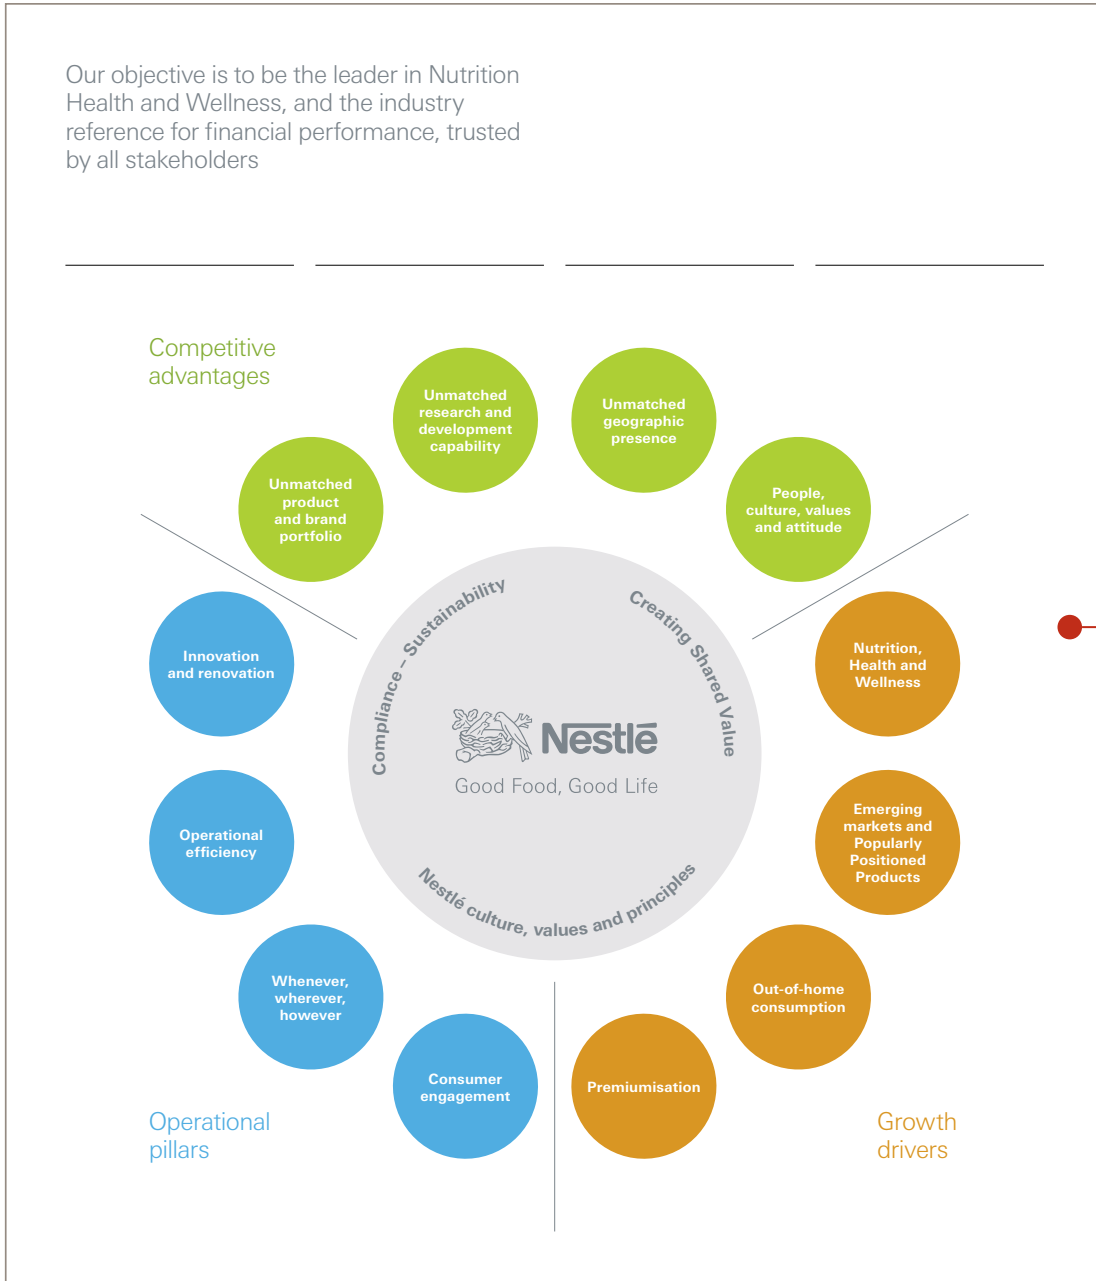 Our objective is to be the leader in Nutrition
Health and Wellness, and the industry
reference for financial performance, trusted
by all stakeholders
Competitive
advantages
Unmatched
product
and brand
portfolio
Unmatched
research and
development
capability
Unmatched
geographic
presence
People,
culture, values
and attitude
Innovation
and renovation
Operational
efficiency
Whenever,
wherever,
however
Consumer
engagement
Operational
pillars
Compliance – Sustainability
Creating Shared Value
Nestlé
Good Food, Good Life
Nestlé culture, values and principles
Nutrition,
Health and
Wellness
Emerging
markets and
Popularly
Positioned
Products
Out-of-home
consumption
Premiumisation
Growth
drivers